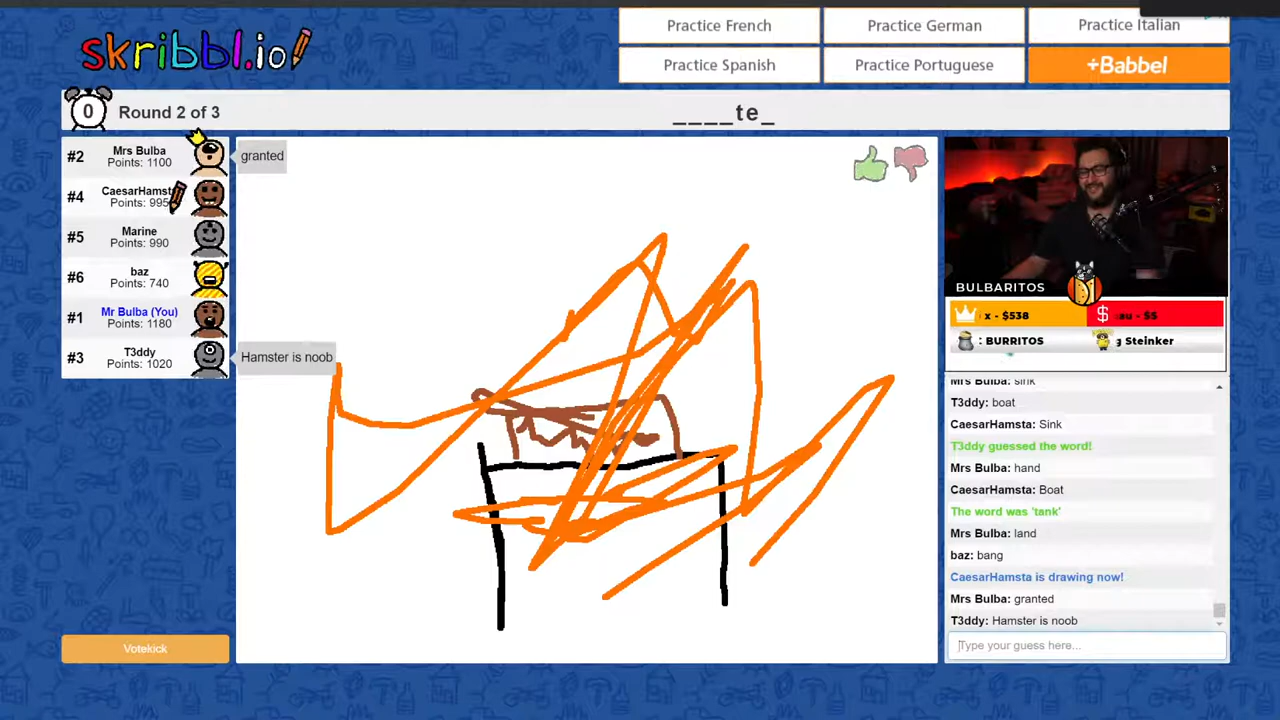 skribbl.io
Practice French
Practice German
Practice Italian
Practice Spanish
Practice Portuguese
+Babbel
0
Round 2 of 3
____te_
#2
Mrs Bulba
Points: 1100
granted
#4
CaesarHamst
Points: 995
#5
Marine
Points: 990
#6
baz
Points: 740
#1
Mr Bulba (You)
Points: 1180
#3
T3ddy
Points: 1020
Hamster is noob
Votekick
BULBARITOS
x - $538
au - $5
: BURRITOS
Steinker
Mrs Bulba: sink
T3ddy: boat
CaesarHamsta: Sink
T3ddy guessed the word!
Mrs Bulba: hand
CaesarHamsta: Boat
The word was 'tank'
Mrs Bulba: land
baz: bang
CaesarHamsta is drawing now!
Mrs Bulba: granted
T3ddy: Hamster is noob
Type your guess here...